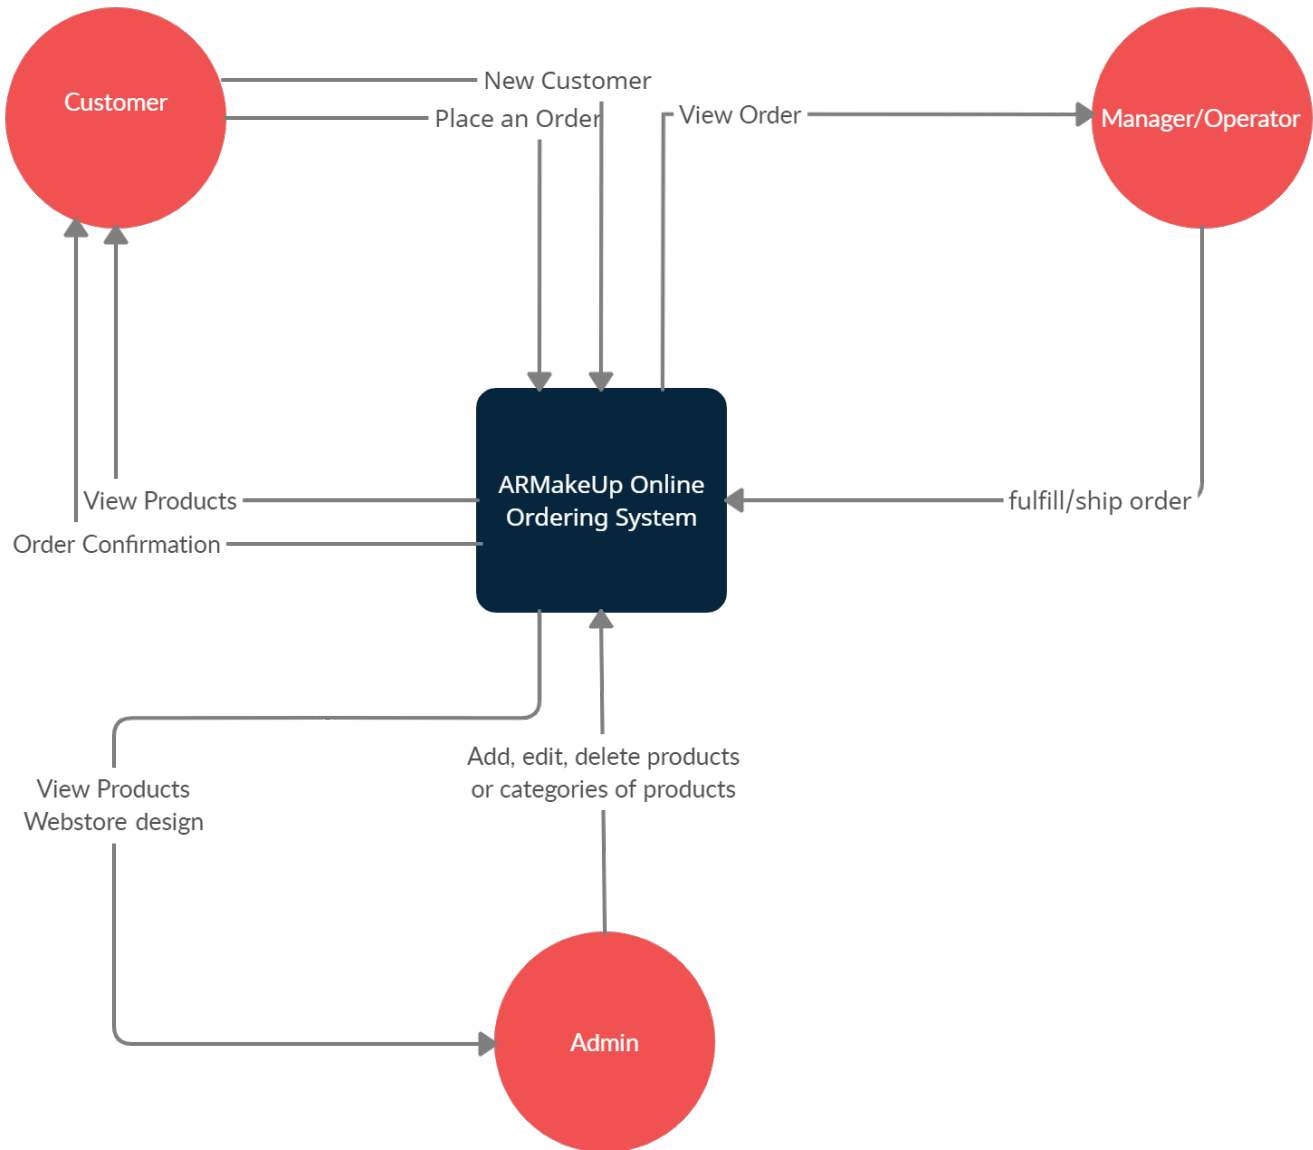 Customer
New Customer
Place an Order
View Order
Manager/Operator
ARMakeUp Online
Ordering System
View Products
Order Confirmation
fulfill/ship order
Add, edit, delete products
or categories of products
View Products
Webstore design
Admin